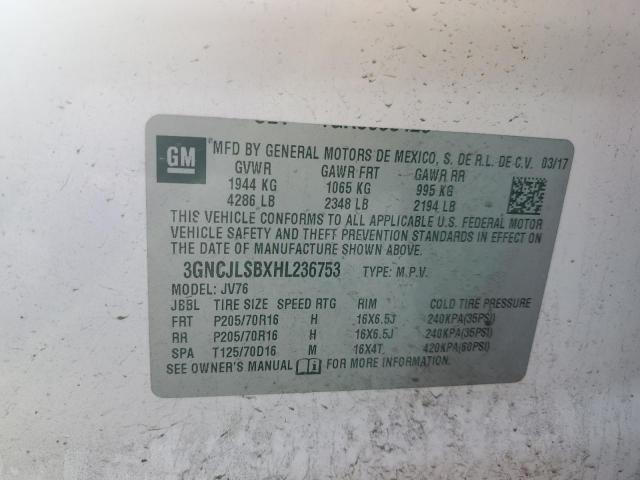 GM
MFD BY GENERAL MOTORS DE MEXICO, S. DE R.L. DE C.V. 03/17
GVWR GAWR FRT GAWR RR
1944 KG 1065 KG 995 KG
4286 LB 2348 LB 2194 LB
THIS VEHICLE CONFORMS TO ALL APPLICABLE U.S. FEDERAL MOTOR
VEHICLE SAFETY AND THEFT PREVENTION STANDARDS IN EFFECT ON
THE DATE OF MANUFACTURE SHOWN ABOVE.
3GNCJLSBXHL236753 TYPE: M.P.V.
MODEL: JV76
JBBL TIRE SIZE SPEED RTG RIM COLD TIRE PRESSURE
FRT P205/70R16 H 16X6.5J 240KPA(35PSI)
RR P205/70R16 H 16X6.5J 240KPA(35PSI)
SPA T125/70D16 M 16X4T 420KPA(60PSI)
SEE OWNER'S MANUAL FOR MORE INFORMATION